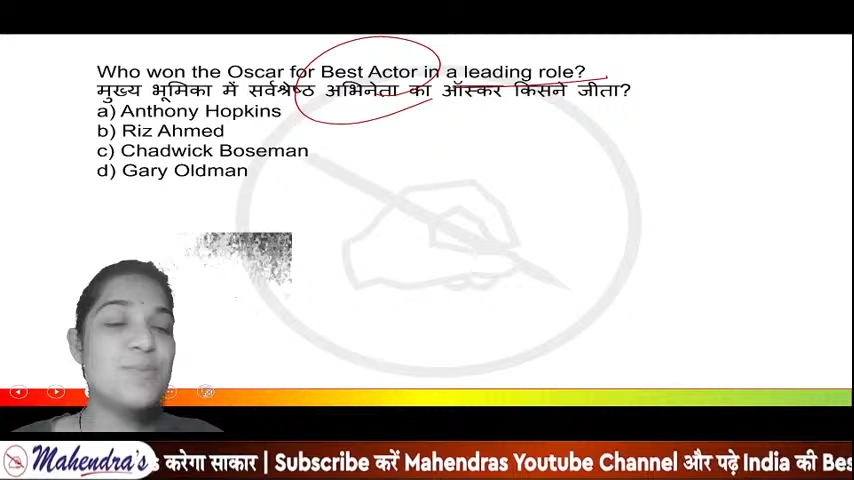 Who won the Oscar for Best Actor in a leading role?
मुख्य भूमिका में सर्वश्रेष्ठ अभिनेता का ऑस्कर किसने जीता?
a) Anthony Hopkins
b) Riz Ahmed
c) Chadwick Boseman
d) Gary Oldman
Mahendra's करेगा साकार | Subscribe करें Mahendras Youtube Channel और पढ़े India की